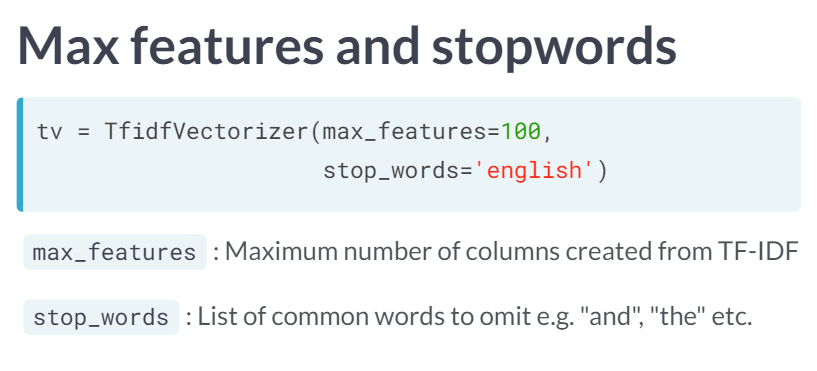 Max features and stopwords
tv = TfidfVectorizer(max_features=100,
                     stop_words='english')
max_features : Maximum number of columns created from TF-IDF
stop_words : List of common words to omit e.g. "and", "the" etc.